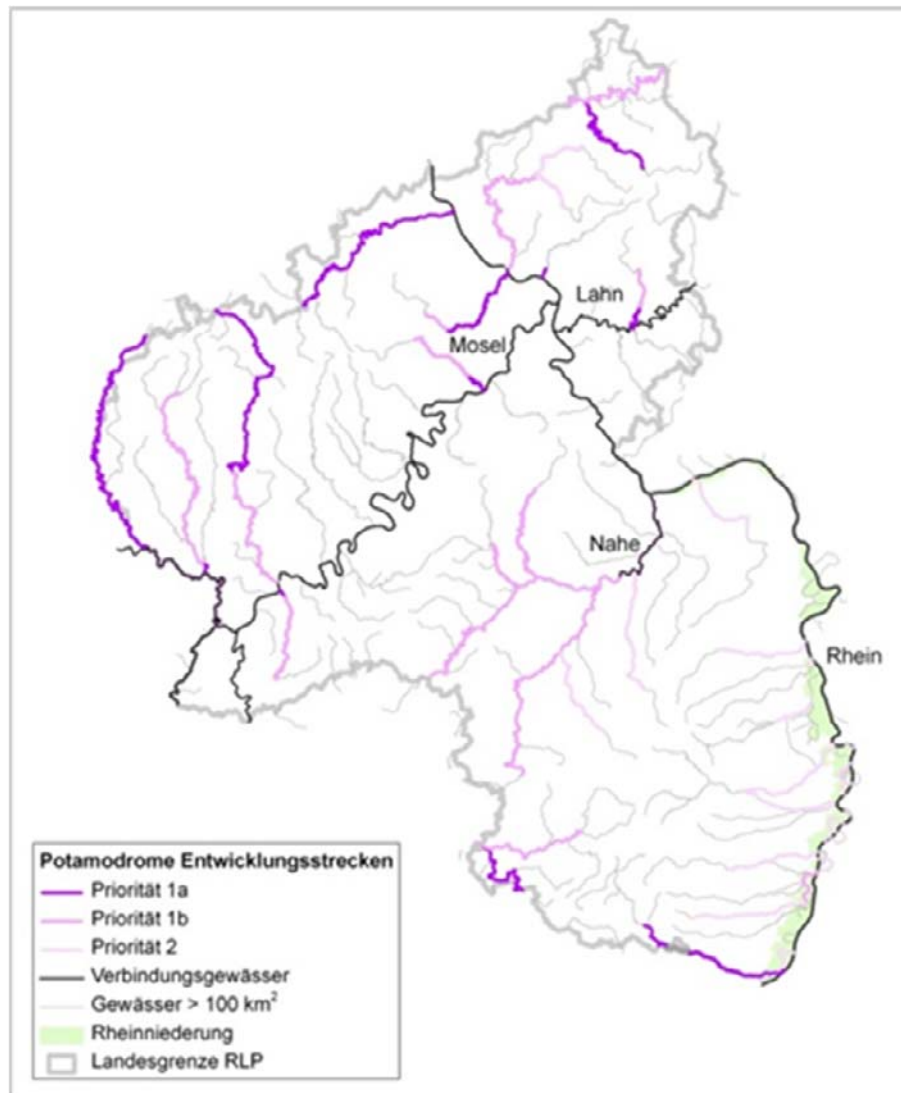 Lahn
Mosel
Nahe
Rhein
Potamodrome Entwicklungsstrecken
Priorität 1a
Priorität 1b
Priorität 2
Verbindungsgewässer
Gewässer > 100 km²
Rheinniederung
Landesgrenze RLP